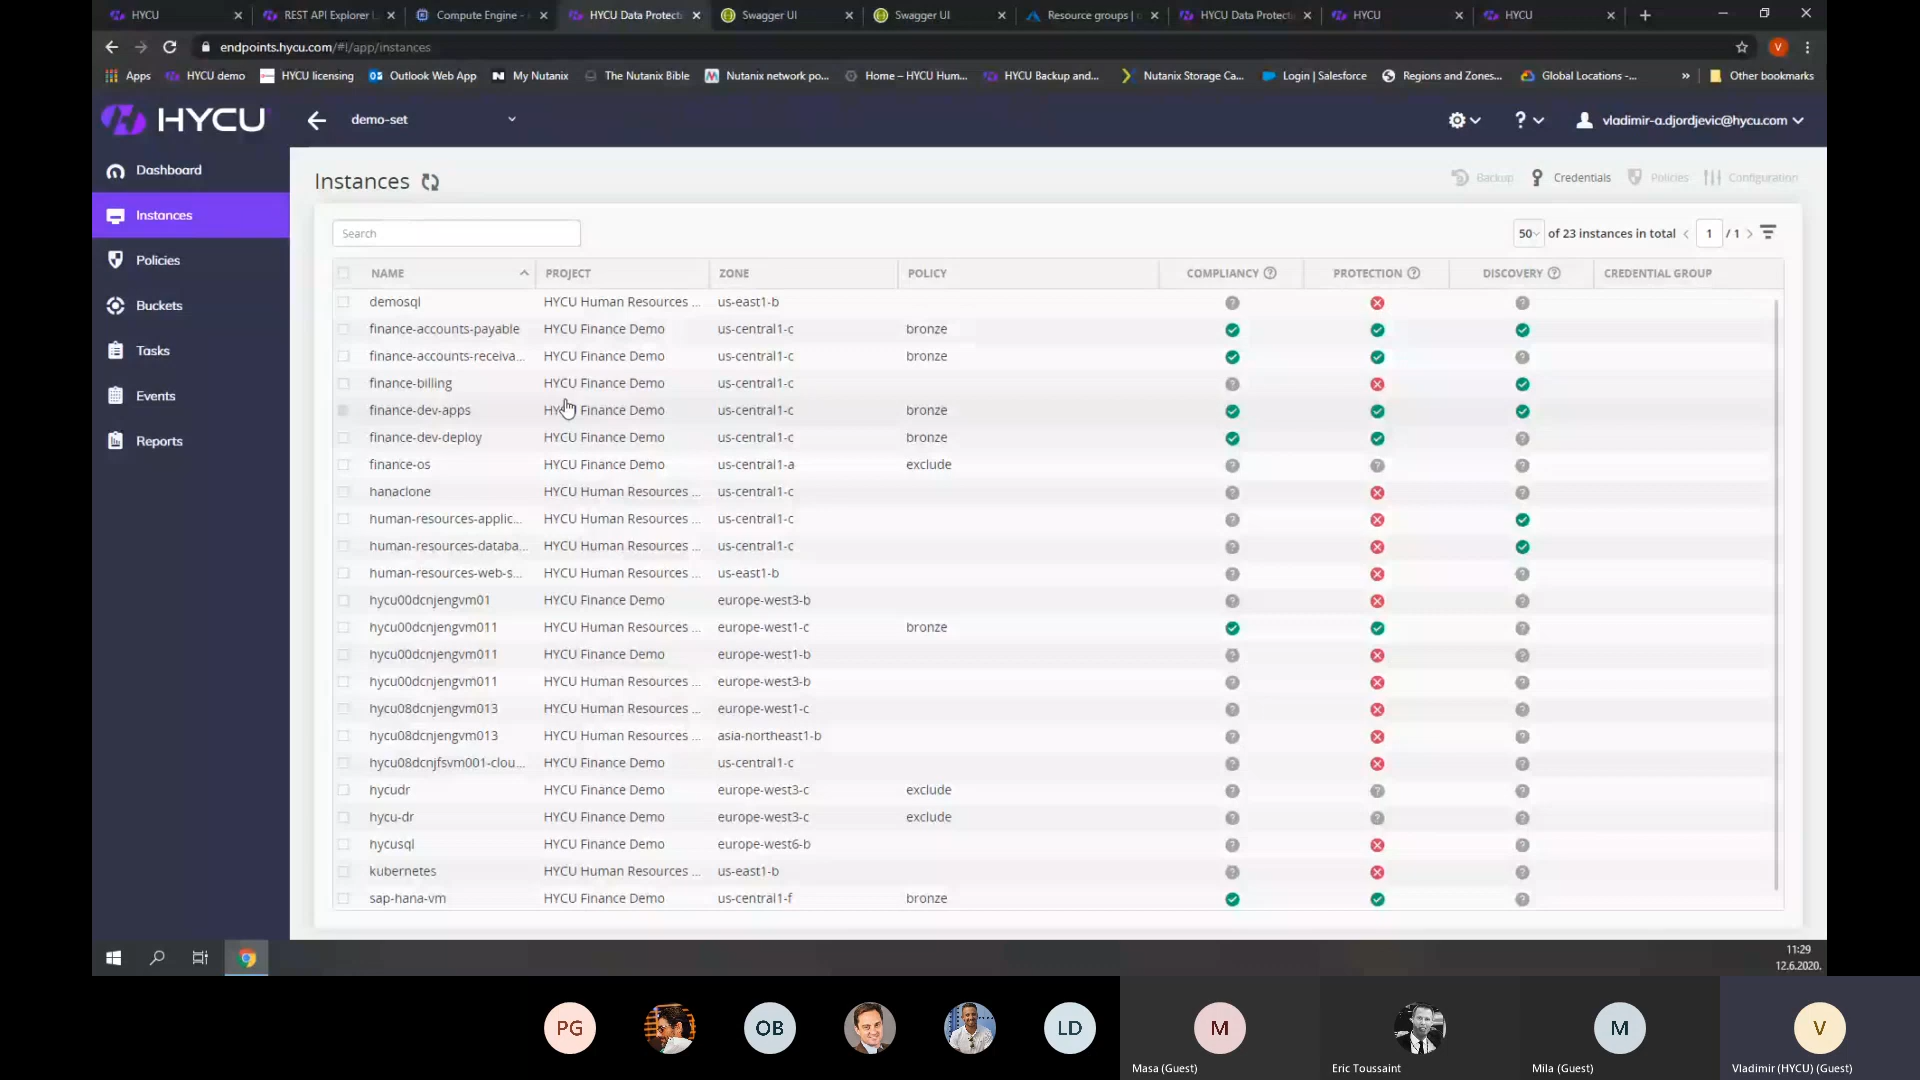 HYCU
REST API Explorer |
Compute Engine -
HYCU Data Protect
Swagger UI
Swagger UI
Resource groups |
HYCU Data Protect
HYCU
HYCU
endpoints.hycu.com/#!/app/instances
V
Apps
HYCU demo
HYCU licensing
Outlook Web App
My Nutanix
The Nutanix Bible
Nutanix network po...
Home – HYCU Hum...
HYCU Backup and...
Nutanix Storage Ca...
Login | Salesforce
Regions and Zones...
Global Locations -...
»
Other bookmarks
HYCU
demo-set
?
vladimir-a.djordjevic@hycu.com
Dashboard
Instances
Policies
Buckets
Tasks
Events
Reports
Instances
Backup
Credentials
Policies
Configuration
Search
50 of 23 instances in total < 1 / 1 >
NAME PROJECT ZONE POLICY COMPLIANCY ? PROTECTION ? DISCOVERY ? CREDENTIAL GROUP
demosql HYCU Human Resources ... us-east1-b
finance-accounts-payable HYCU Finance Demo us-central1-c bronze
finance-accounts-receiva... HYCU Finance Demo us-central1-c bronze
finance-billing HYCU Finance Demo us-central1-c
finance-dev-apps HYCU Finance Demo us-central1-c bronze
finance-dev-deploy HYCU Finance Demo us-central1-c bronze
finance-os HYCU Finance Demo us-central1-a exclude
hanaclone HYCU Human Resources ... us-central1-c
human-resources-applic... HYCU Human Resources ... us-central1-c
human-resources-databa... HYCU Human Resources ... us-central1-c
human-resources-web-s... HYCU Human Resources ... us-east1-b
hycu00dcnjengvm01 HYCU Finance Demo europe-west3-b
hycu00dcnjengvm011 HYCU Human Resources ... europe-west1-c bronze
hycu00dcnjengvm011 HYCU Finance Demo europe-west1-b
hycu00dcnjengvm011 HYCU Human Resources ... europe-west3-b
hycu08dcnjengvm013 HYCU Human Resources ... europe-west1-c
hycu08dcnjengvm013 HYCU Human Resources ... asia-northeast1-b
hycu08dcnjfsvm001-clou... HYCU Finance Demo us-central1-c
hycudr HYCU Finance Demo europe-west3-c exclude
hycu-dr HYCU Finance Demo europe-west3-c exclude
hycusql HYCU Finance Demo europe-west6-b
kubernetes HYCU Human Resources ... us-east1-b
sap-hana-vm HYCU Finance Demo us-central1-f bronze
11:29
12.6.2020.
PG
OB
LD
M
M
V
Masa (Guest)
Eric Toussaint
Mila (Guest)
Vladimir (HYCU) (Guest)